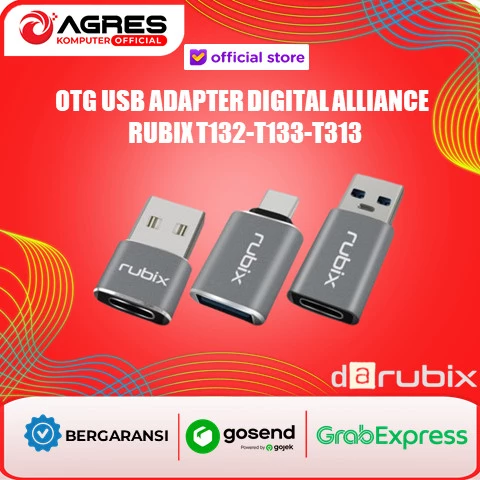 AGRES
KOMPUTER OFFICIAL
official store
OTG USB ADAPTER DIGITAL ALLIANCE
RUBIX T132-T133-T313
rubix
rubix
rubix
darubix
BERGARANSI
gosend
Powered by gojek
GrabExpress